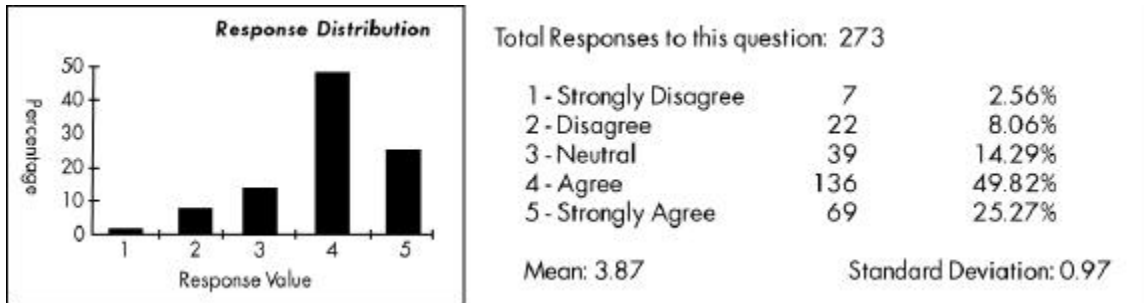 Response Distribution
Percentage
50
40
30
20
10
0
1 2 3 4 5
Response Value
Total Responses to this question: 273
1 - Strongly Disagree 7 2.56%
2 - Disagree 22 8.06%
3 - Neutral 39 14.29%
4 - Agree 136 49.82%
5 - Strongly Agree 69 25.27%
Mean: 3.87 Standard Deviation: 0.97